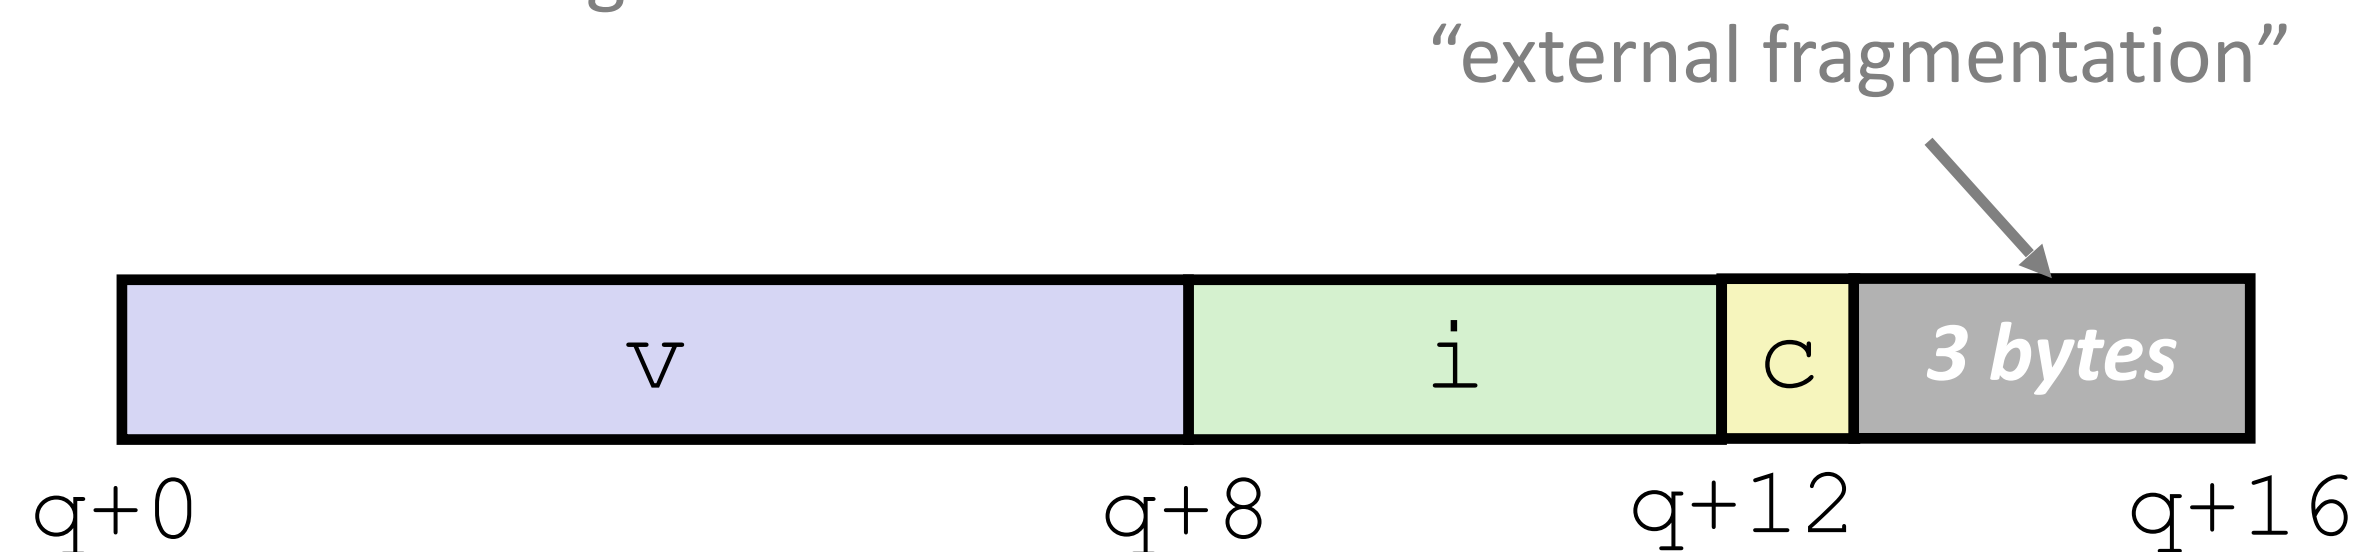 “external fragmentation”
v i c 3 bytes
q+0 q+8 q+12 q+16